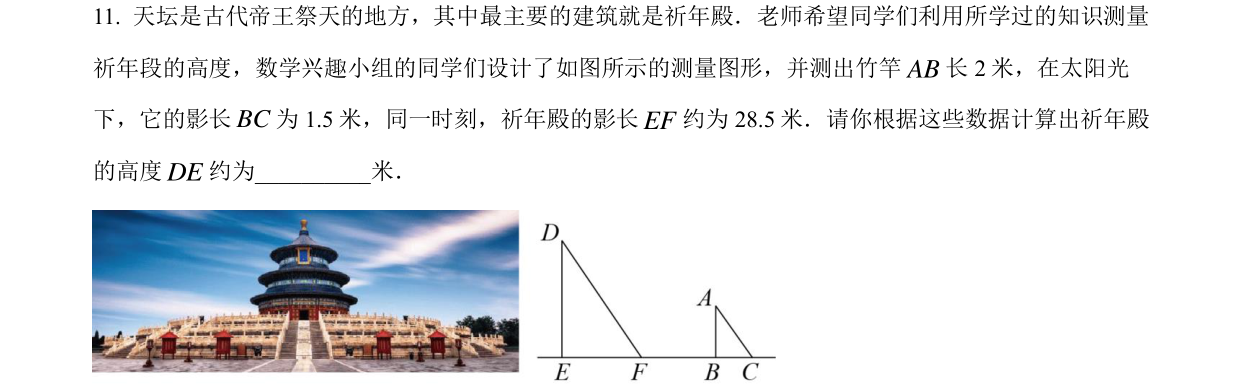 11. 天坛是古代帝王祭天的地方，其中最主要的建筑就是祈年殿．老师希望同学们利用所学过的知识测量
祈年段的高度，数学兴趣小组的同学们设计了如图所示的测量图形，并测出竹竿 AB 长 2 米，在太阳光
下，它的影长 BC 为 1.5 米，同一时刻，祈年殿的影长 EF 约为 28.5 米．请你根据这些数据计算出祈年殿
的高度 DE 约为__________米．
D
A
E F B C